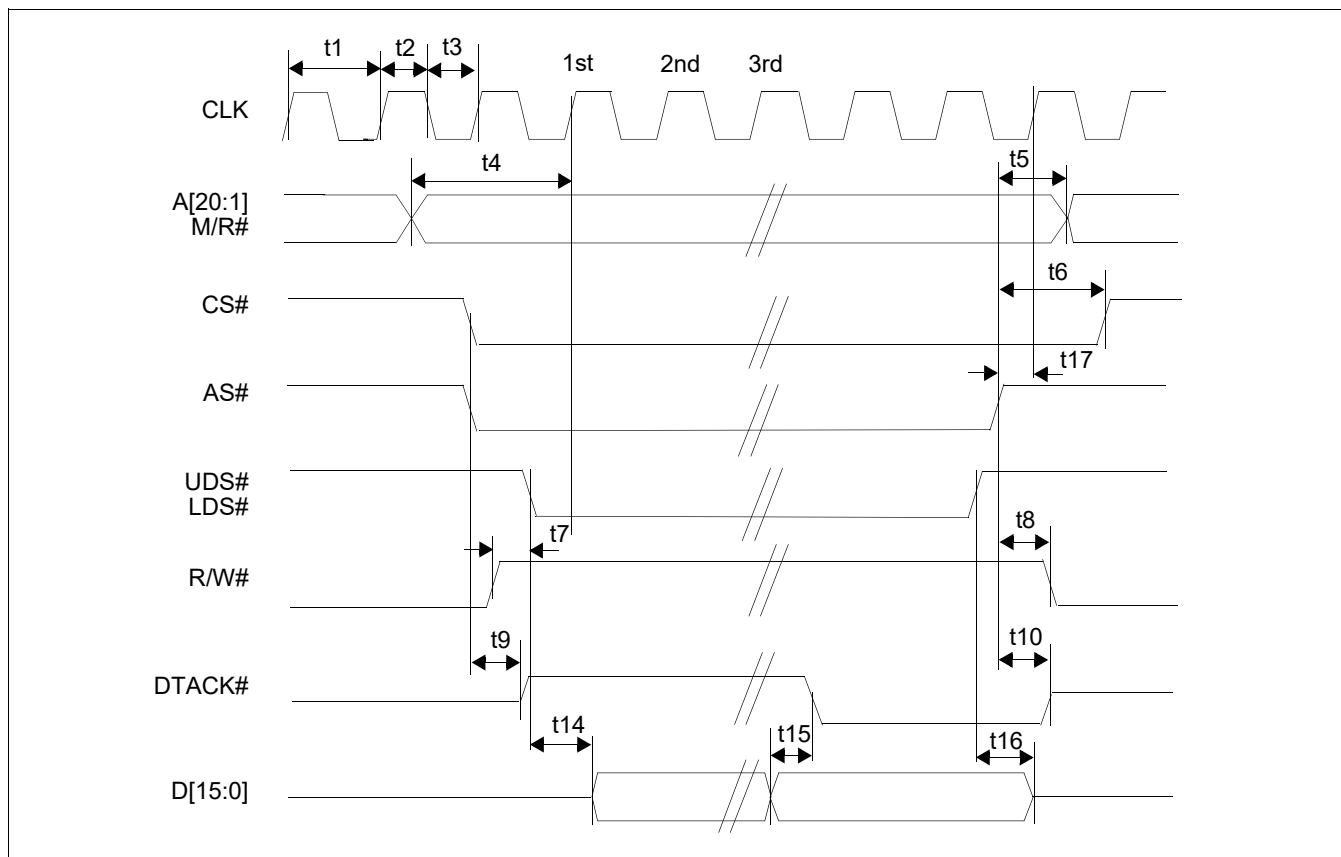 t1
t2
t3
1st
2nd
3rd
CLK
t4
t5
A[20:1]
M/R#
t6
CS#
t17
AS#
UDS#
LDS#
t7
t8
R/W#
t9
t10
DTACK#
t14
t15
t16
D[15:0]